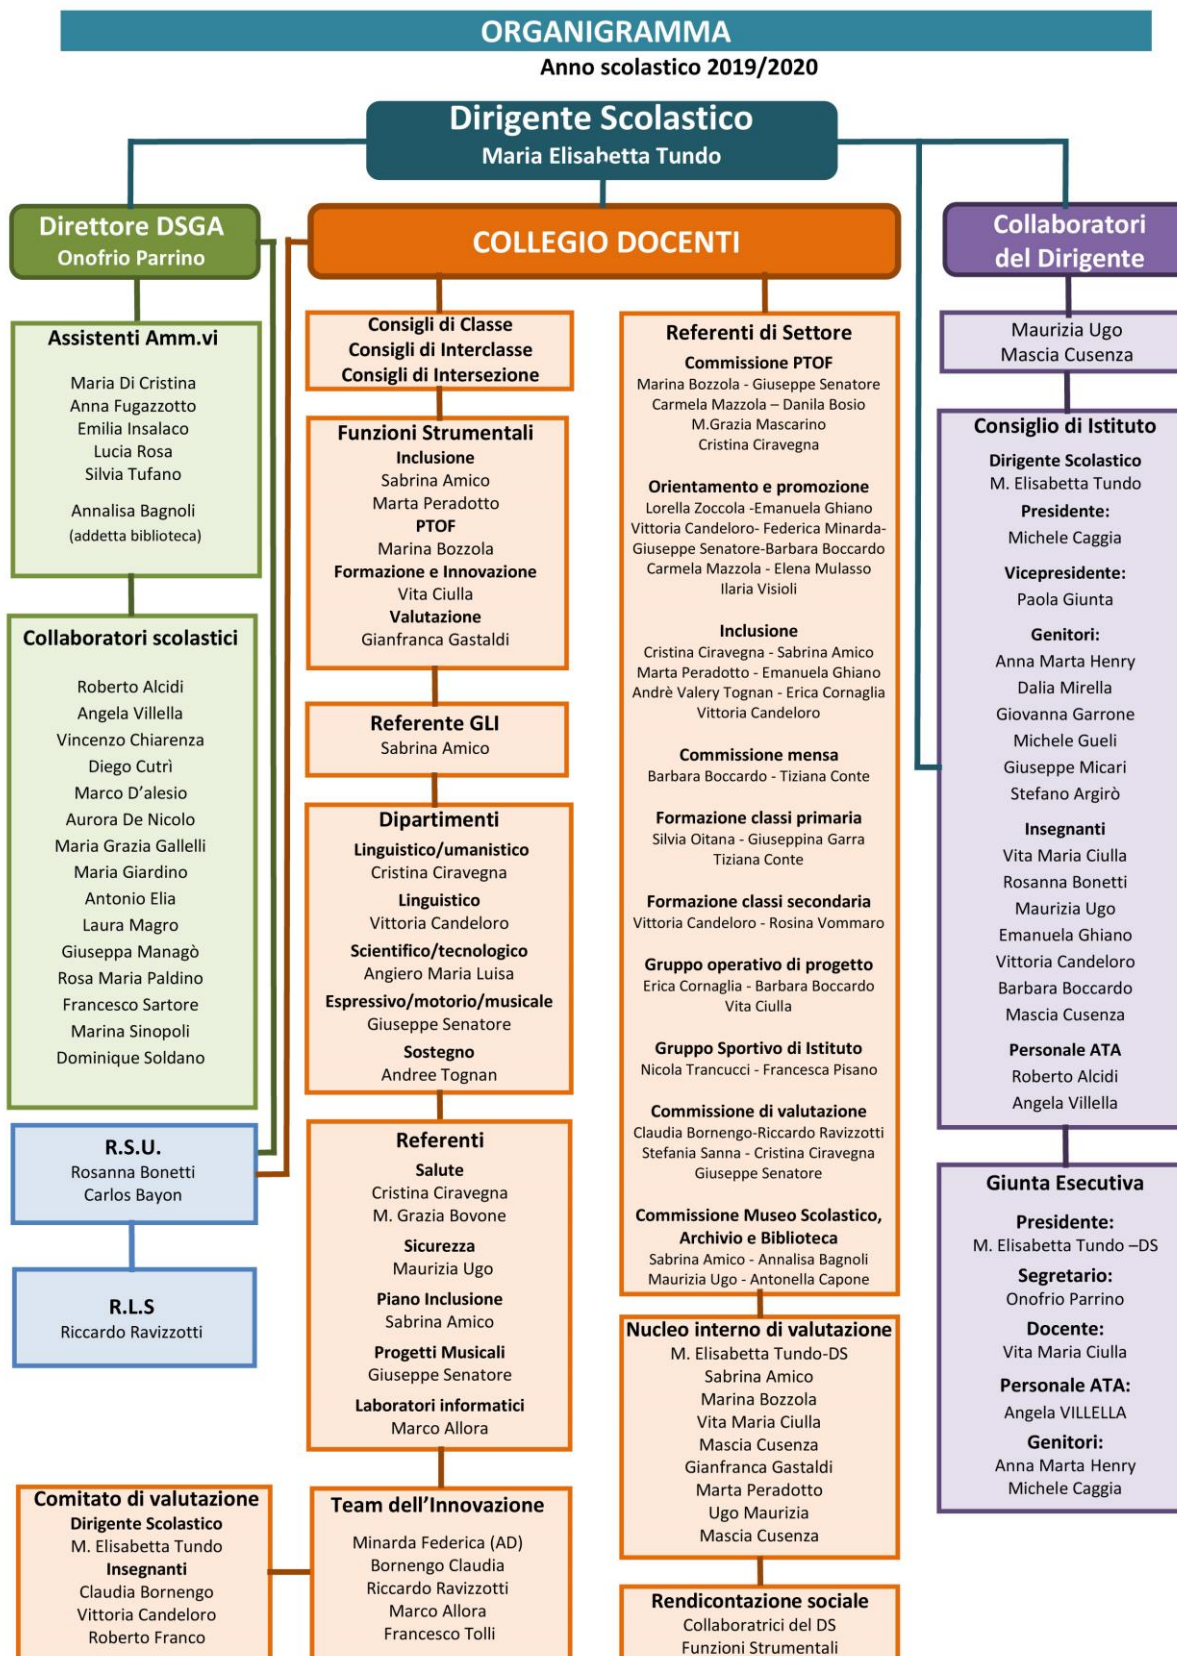 ORGANIGRAMMA
Anno scolastico 2019/2020
Dirigente Scolastico
Maria Elisabetta Tundo
Direttore DSGA
Onofrio Parrino
Assistenti Amm.vi
Maria Di Cristina
Anna Fugazzotto
Emilia Insalaco
Lucia Rosa
Silvia Tufano
Annalisa Bagnoli
(addetta biblioteca)
Collaboratori scolastici
Roberto Alcidi
Angela Villella
Vincenzo Chiarenza
Diego Cutrì
Marco D’alesio
Aurora De Nicolo
Maria Grazia Gallelli
Maria Giardino
Antonio Elia
Laura Magro
Giuseppa Managò
Rosa Maria Paldino
Francesco Sartore
Marina Sinopoli
Dominique Soldano
R.S.U.
Rosanna Bonetti
Carlos Bayon
R.L.S
Riccardo Ravizzotti
COLLEGIO DOCENTI
Consigli di Classe
Consigli di Interclasse
Consigli di Intersezione
Funzioni Strumentali
Inclusione
Sabrina Amico
Marta Peradotto
PTOF
Marina Bozzola
Formazione e Innovazione
Vita Ciulla
Valutazione
Gianfranca Gastaldi
Referente GLI
Sabrina Amico
Dipartimenti
Linguistico/umanistico
Cristina Ciravegna
Linguistico
Vittoria Candeloro
Scientifico/tecnologico
Angiero Maria Luisa
Espressivo/motorio/musicale
Giuseppe Senatore
Sostegno
Andree Tognan
Referenti
Salute
Cristina Ciravegna
M. Grazia Bovone
Sicurezza
Maurizia Ugo
Piano Inclusione
Sabrina Amico
Progetti Musicali
Giuseppe Senatore
Laboratori informatici
Marco Allora
Team dell’Innovazione
Minarda Federica (AD)
Bornengo Claudia
Riccardo Ravizzotti
Marco Allora
Francesco Tolli
Comitato di valutazione
Dirigente Scolastico
M. Elisabetta Tundo
Insegnanti
Claudia Bornengo
Vittoria Candeloro
Roberto Franco
Referenti di Settore
Commissione PTOF
Marina Bozzola - Giuseppe Senatore
Carmela Mazzola – Danila Bosio
M.Grazia Mascarino
Cristina Ciravegna
Orientamento e promozione
Lorella Zoccola -Emanuela Ghiano
Vittoria Candeloro- Federica Minarda-
Giuseppe Senatore-Barbara Boccardo
Carmela Mazzola - Elena Mulasso
Ilaria Visioli
Inclusione
Cristina Ciravegna - Sabrina Amico
Marta Peradotto - Emanuela Ghiano
Andrè Valery Tognan - Erica Cornaglia
Vittoria Candeloro
Commissione mensa
Barbara Boccardo - Tiziana Conte
Formazione classi primaria
Silvia Oitana - Giuseppina Garra
Tiziana Conte
Formazione classi secondaria
Vittoria Candeloro - Rosina Vommaro
Gruppo operativo di progetto
Erica Cornaglia - Barbara Boccardo
Vita Ciulla
Gruppo Sportivo di Istituto
Nicola Trancucci - Francesca Pisano
Commissione di valutazione
Claudia Bornengo-Riccardo Ravizzotti
Stefania Sanna - Cristina Ciravegna
Giuseppe Senatore
Commissione Museo Scolastico,
Archivio e Biblioteca
Sabrina Amico - Annalisa Bagnoli
Maurizia Ugo - Antonella Capone
Nucleo interno di valutazione
M. Elisabetta Tundo-DS
Sabrina Amico
Marina Bozzola
Vita Maria Ciulla
Mascia Cusenza
Gianfranca Gastaldi
Marta Peradotto
Ugo Maurizia
Mascia Cusenza
Rendicontazione sociale
Collaboratrici del DS
Funzioni Strumentali
Collaboratori
del Dirigente
Maurizia Ugo
Mascia Cusenza
Consiglio di Istituto
Dirigente Scolastico
M. Elisabetta Tundo
Presidente:
Michele Caggia
Vicepresidente:
Paola Giunta
Genitori:
Anna Marta Henry
Dalia Mirella
Giovanna Garrone
Michele Gueli
Giuseppe Micari
Stefano Argirò
Insegnanti
Vita Maria Ciulla
Rosanna Bonetti
Maurizia Ugo
Emanuela Ghiano
Vittoria Candeloro
Barbara Boccardo
Mascia Cusenza
Personale ATA
Roberto Alcidi
Angela Villella
Giunta Esecutiva
Presidente:
M. Elisabetta Tundo –DS
Segretario:
Onofrio Parrino
Docente:
Vita Maria Ciulla
Personale ATA:
Angela VILLELLA
Genitori:
Anna Marta Henry
Michele Caggia